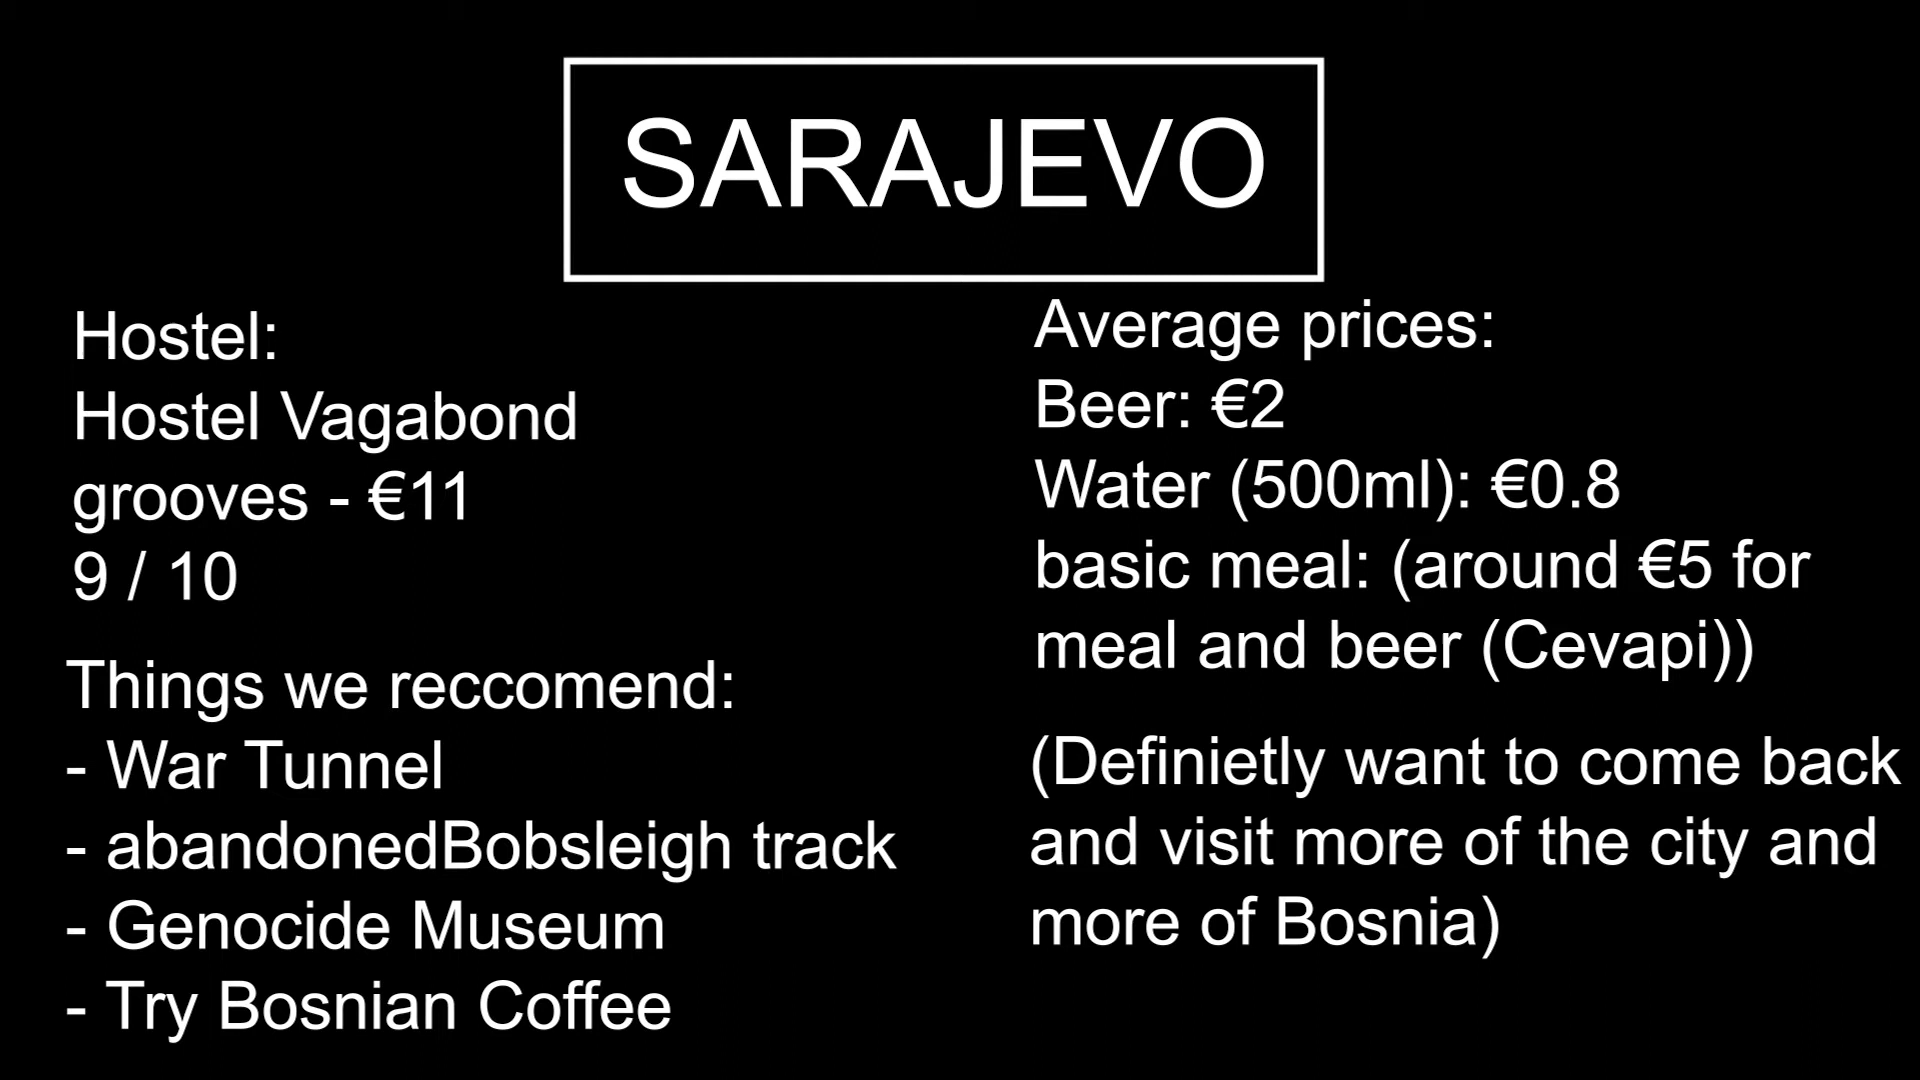 SARAJEVO
Hostel:
Hostel Vagabond
grooves - €11
9 / 10
Things we reccomend:
- War Tunnel
- abandonedBobsleigh track
- Genocide Museum
- Try Bosnian Coffee
Average prices:
Beer: €2
Water (500ml): €0.8
basic meal: (around €5 for
meal and beer (Cevapi))
(Definietly want to come back
and visit more of the city and
more of Bosnia)